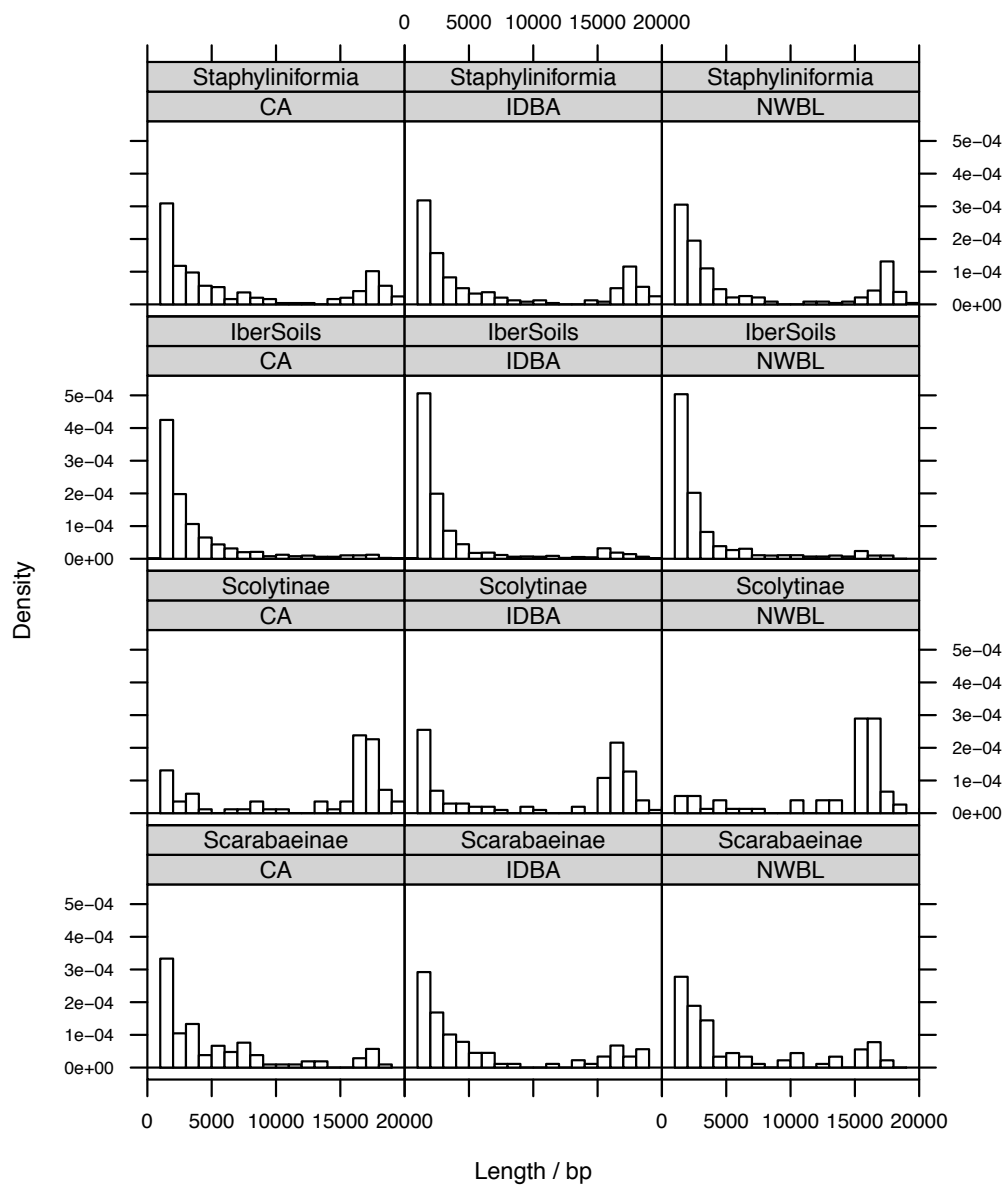 0 5000 10000 15000 20000
Staphyliniformia Staphyliniformia Staphyliniformia
CA IDBA NWBL
5e−04
4e−04
3e−04
2e−04
1e−04
0e+00
IberSoils IberSoils IberSoils
CA IDBA NWBL
5e−04
4e−04
3e−04
2e−04
1e−04
0e+00
Scolytinae Scolytinae Scolytinae
CA IDBA NWBL
5e−04
4e−04
3e−04
2e−04
1e−04
0e+00
Scarabaeinae Scarabaeinae Scarabaeinae
CA IDBA NWBL
5e−04
4e−04
3e−04
2e−04
1e−04
0e+00
0 5000 10000 15000 20000 0 5000 10000 15000 20000
Density
Length / bp